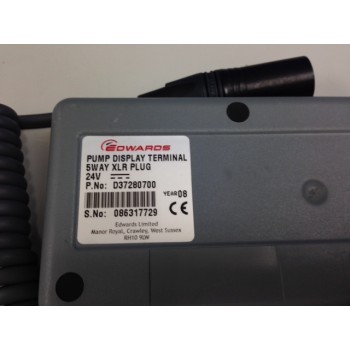 EDWARDS
PUMP DISPLAY TERMINAL
5WAY XLR PLUG
24V
P.No: D37280700
YEAR 08
S.No: 086317729
CE
Edwards Limited
Manor Royal, Crawley, West Sussex
RH10 9LW